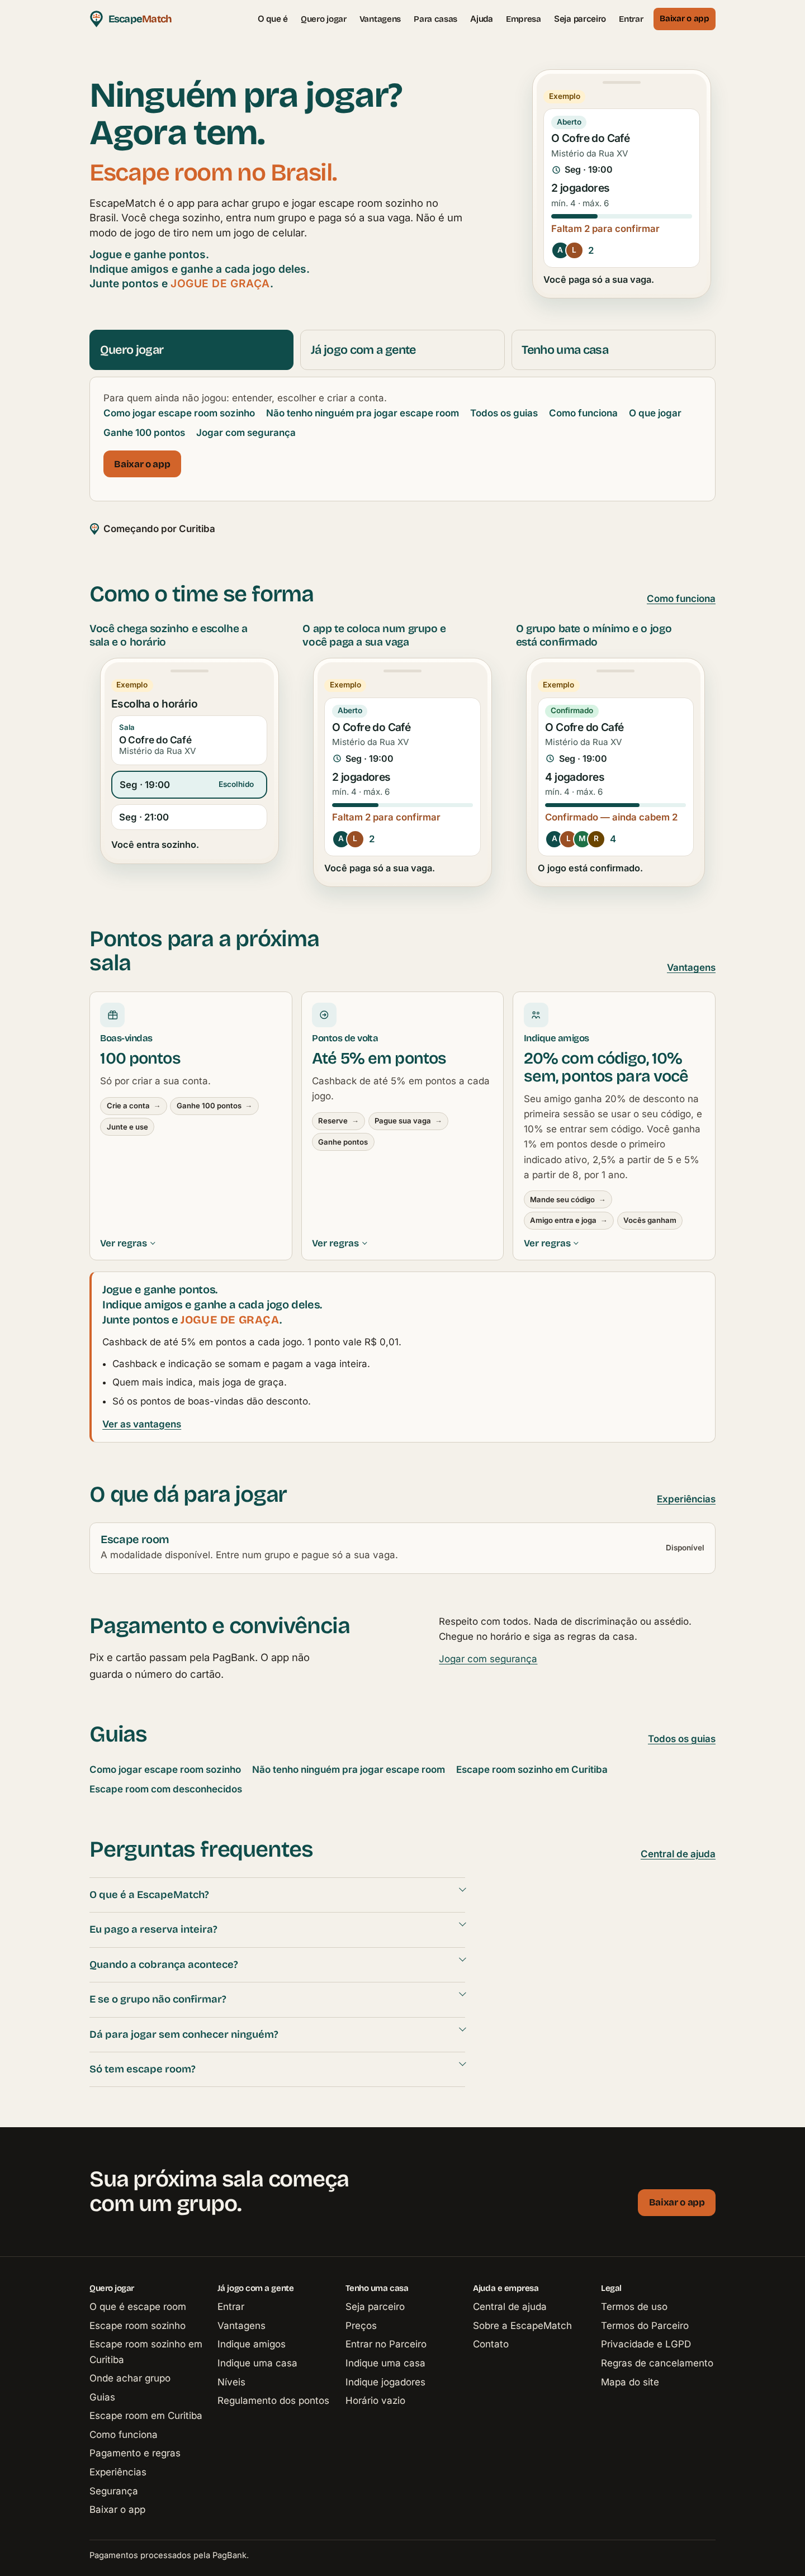 EscapeMatch
O que é
Quero jogar
Vantagens
Para casas
Ajuda
Empresa
Seja parceiro
Entrar
Baixar o app
Ninguém pra jogar?
Agora tem.
Escape room no Brasil.
EscapeMatch é o app para achar grupo e jogar escape room sozinho no
Brasil. Você chega sozinho, entra num grupo e paga só a sua vaga. Não é um
modo de jogo de tiro nem um jogo de celular.
Jogue e ganhe pontos.
Indique amigos e ganhe a cada jogo deles.
Junte pontos e JOGUE DE GRAÇA.
Exemplo
Aberto
O Cofre do Café
Mistério da Rua XV
Seg · 19:00
2 jogadores
mín. 4 · máx. 6
Faltam 2 para confirmar
A L 2
Você paga só a sua vaga.
Quero jogar
Já jogo com a gente
Tenho uma casa
Para quem ainda não jogou: entender, escolher e criar a conta.
Como jogar escape room sozinho
Não tenho ninguém pra jogar escape room
Todos os guias
Como funciona
O que jogar
Ganhe 100 pontos
Jogar com segurança
Baixar o app
Começando por Curitiba
Como o time se forma
Como funciona
Você chega sozinho e escolhe a
sala e o horário
Exemplo
Escolha o horário
Sala
O Cofre do Café
Mistério da Rua XV
Seg · 19:00
Escolhido
Seg · 21:00
Você entra sozinho.
O app te coloca num grupo e
você paga a sua vaga
Exemplo
Aberto
O Cofre do Café
Mistério da Rua XV
Seg · 19:00
2 jogadores
mín. 4 · máx. 6
Faltam 2 para confirmar
A L 2
Você paga só a sua vaga.
O grupo bate o mínimo e o jogo
está confirmado
Exemplo
Confirmado
O Cofre do Café
Mistério da Rua XV
Seg · 19:00
4 jogadores
mín. 4 · máx. 6
Confirmado — ainda cabem 2
A L M R 4
O jogo está confirmado.
Pontos para a próxima
sala
Vantagens
Boas-vindas
100 pontos
Só por criar a sua conta.
Crie a conta →
Ganhe 100 pontos →
Junte e use
Ver regras
Pontos de volta
Até 5% em pontos
Cashback de até 5% em pontos a cada
jogo.
Reserve →
Pague sua vaga →
Ganhe pontos
Ver regras
Indique amigos
20% com código, 10%
sem, pontos para você
Seu amigo ganha 20% de desconto na
primeira sessão se usar o seu código, e
10% se entrar sem código. Você ganha
1% em pontos desde o primeiro
indicado ativo, 2,5% a partir de 5 e 5%
a partir de 8, por 1 ano.
Mande seu código →
Amigo entra e joga →
Vocês ganham
Ver regras
Jogue e ganhe pontos.
Indique amigos e ganhe a cada jogo deles.
Junte pontos e JOGUE DE GRAÇA.
Cashback de até 5% em pontos a cada jogo. 1 ponto vale R$ 0,01.
• Cashback e indicação se somam e pagam a vaga inteira.
• Quem mais indica, mais joga de graça.
• Só os pontos de boas-vindas dão desconto.
Ver as vantagens
O que dá para jogar
Experiências
Escape room
A modalidade disponível. Entre num grupo e pague só a sua vaga.
Disponível
Pagamento e convivência
Pix e cartão passam pela PagBank. O app não
guarda o número do cartão.
Respeito com todos. Nada de discriminação ou assédio.
Chegue no horário e siga as regras da casa.
Jogar com segurança
Guias
Todos os guias
Como jogar escape room sozinho
Não tenho ninguém pra jogar escape room
Escape room sozinho em Curitiba
Escape room com desconhecidos
Perguntas frequentes
Central de ajuda
O que é a EscapeMatch?
Eu pago a reserva inteira?
Quando a cobrança acontece?
E se o grupo não confirmar?
Dá para jogar sem conhecer ninguém?
Só tem escape room?
Sua próxima sala começa
com um grupo.
Baixar o app
Quero jogar
O que é escape room
Escape room sozinho
Escape room sozinho em
Curitiba
Onde achar grupo
Guias
Escape room em Curitiba
Como funciona
Pagamento e regras
Experiências
Segurança
Baixar o app
Já jogo com a gente
Entrar
Vantagens
Indique amigos
Indique uma casa
Níveis
Regulamento dos pontos
Tenho uma casa
Seja parceiro
Preços
Entrar no Parceiro
Indique uma casa
Indique jogadores
Horário vazio
Ajuda e empresa
Central de ajuda
Sobre a EscapeMatch
Contato
Legal
Termos de uso
Termos do Parceiro
Privacidade e LGPD
Regras de cancelamento
Mapa do site
Pagamentos processados pela PagBank.